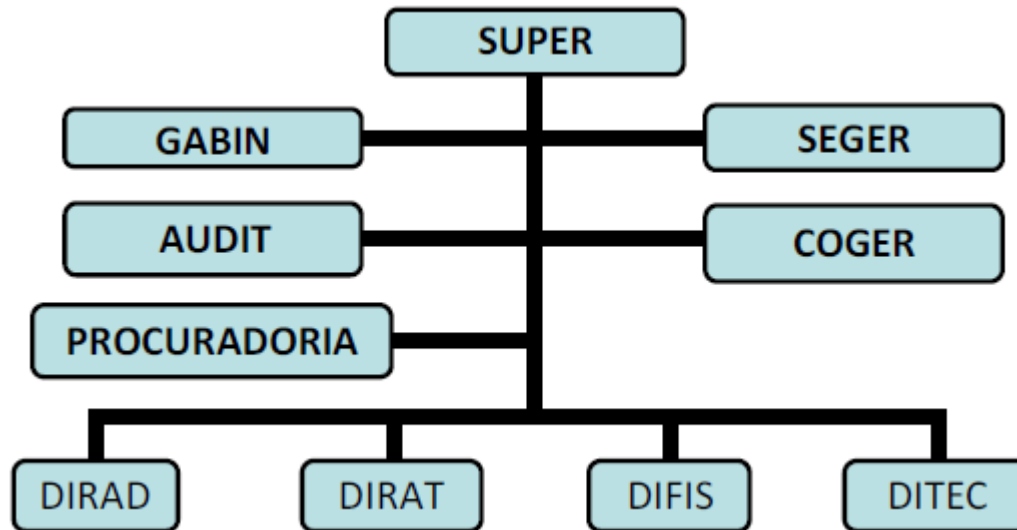 SUPER
GABIN
SEGER
AUDIT
COGER
PROCURADORIA
DIRAD
DIRAT
DIFIS
DITEC